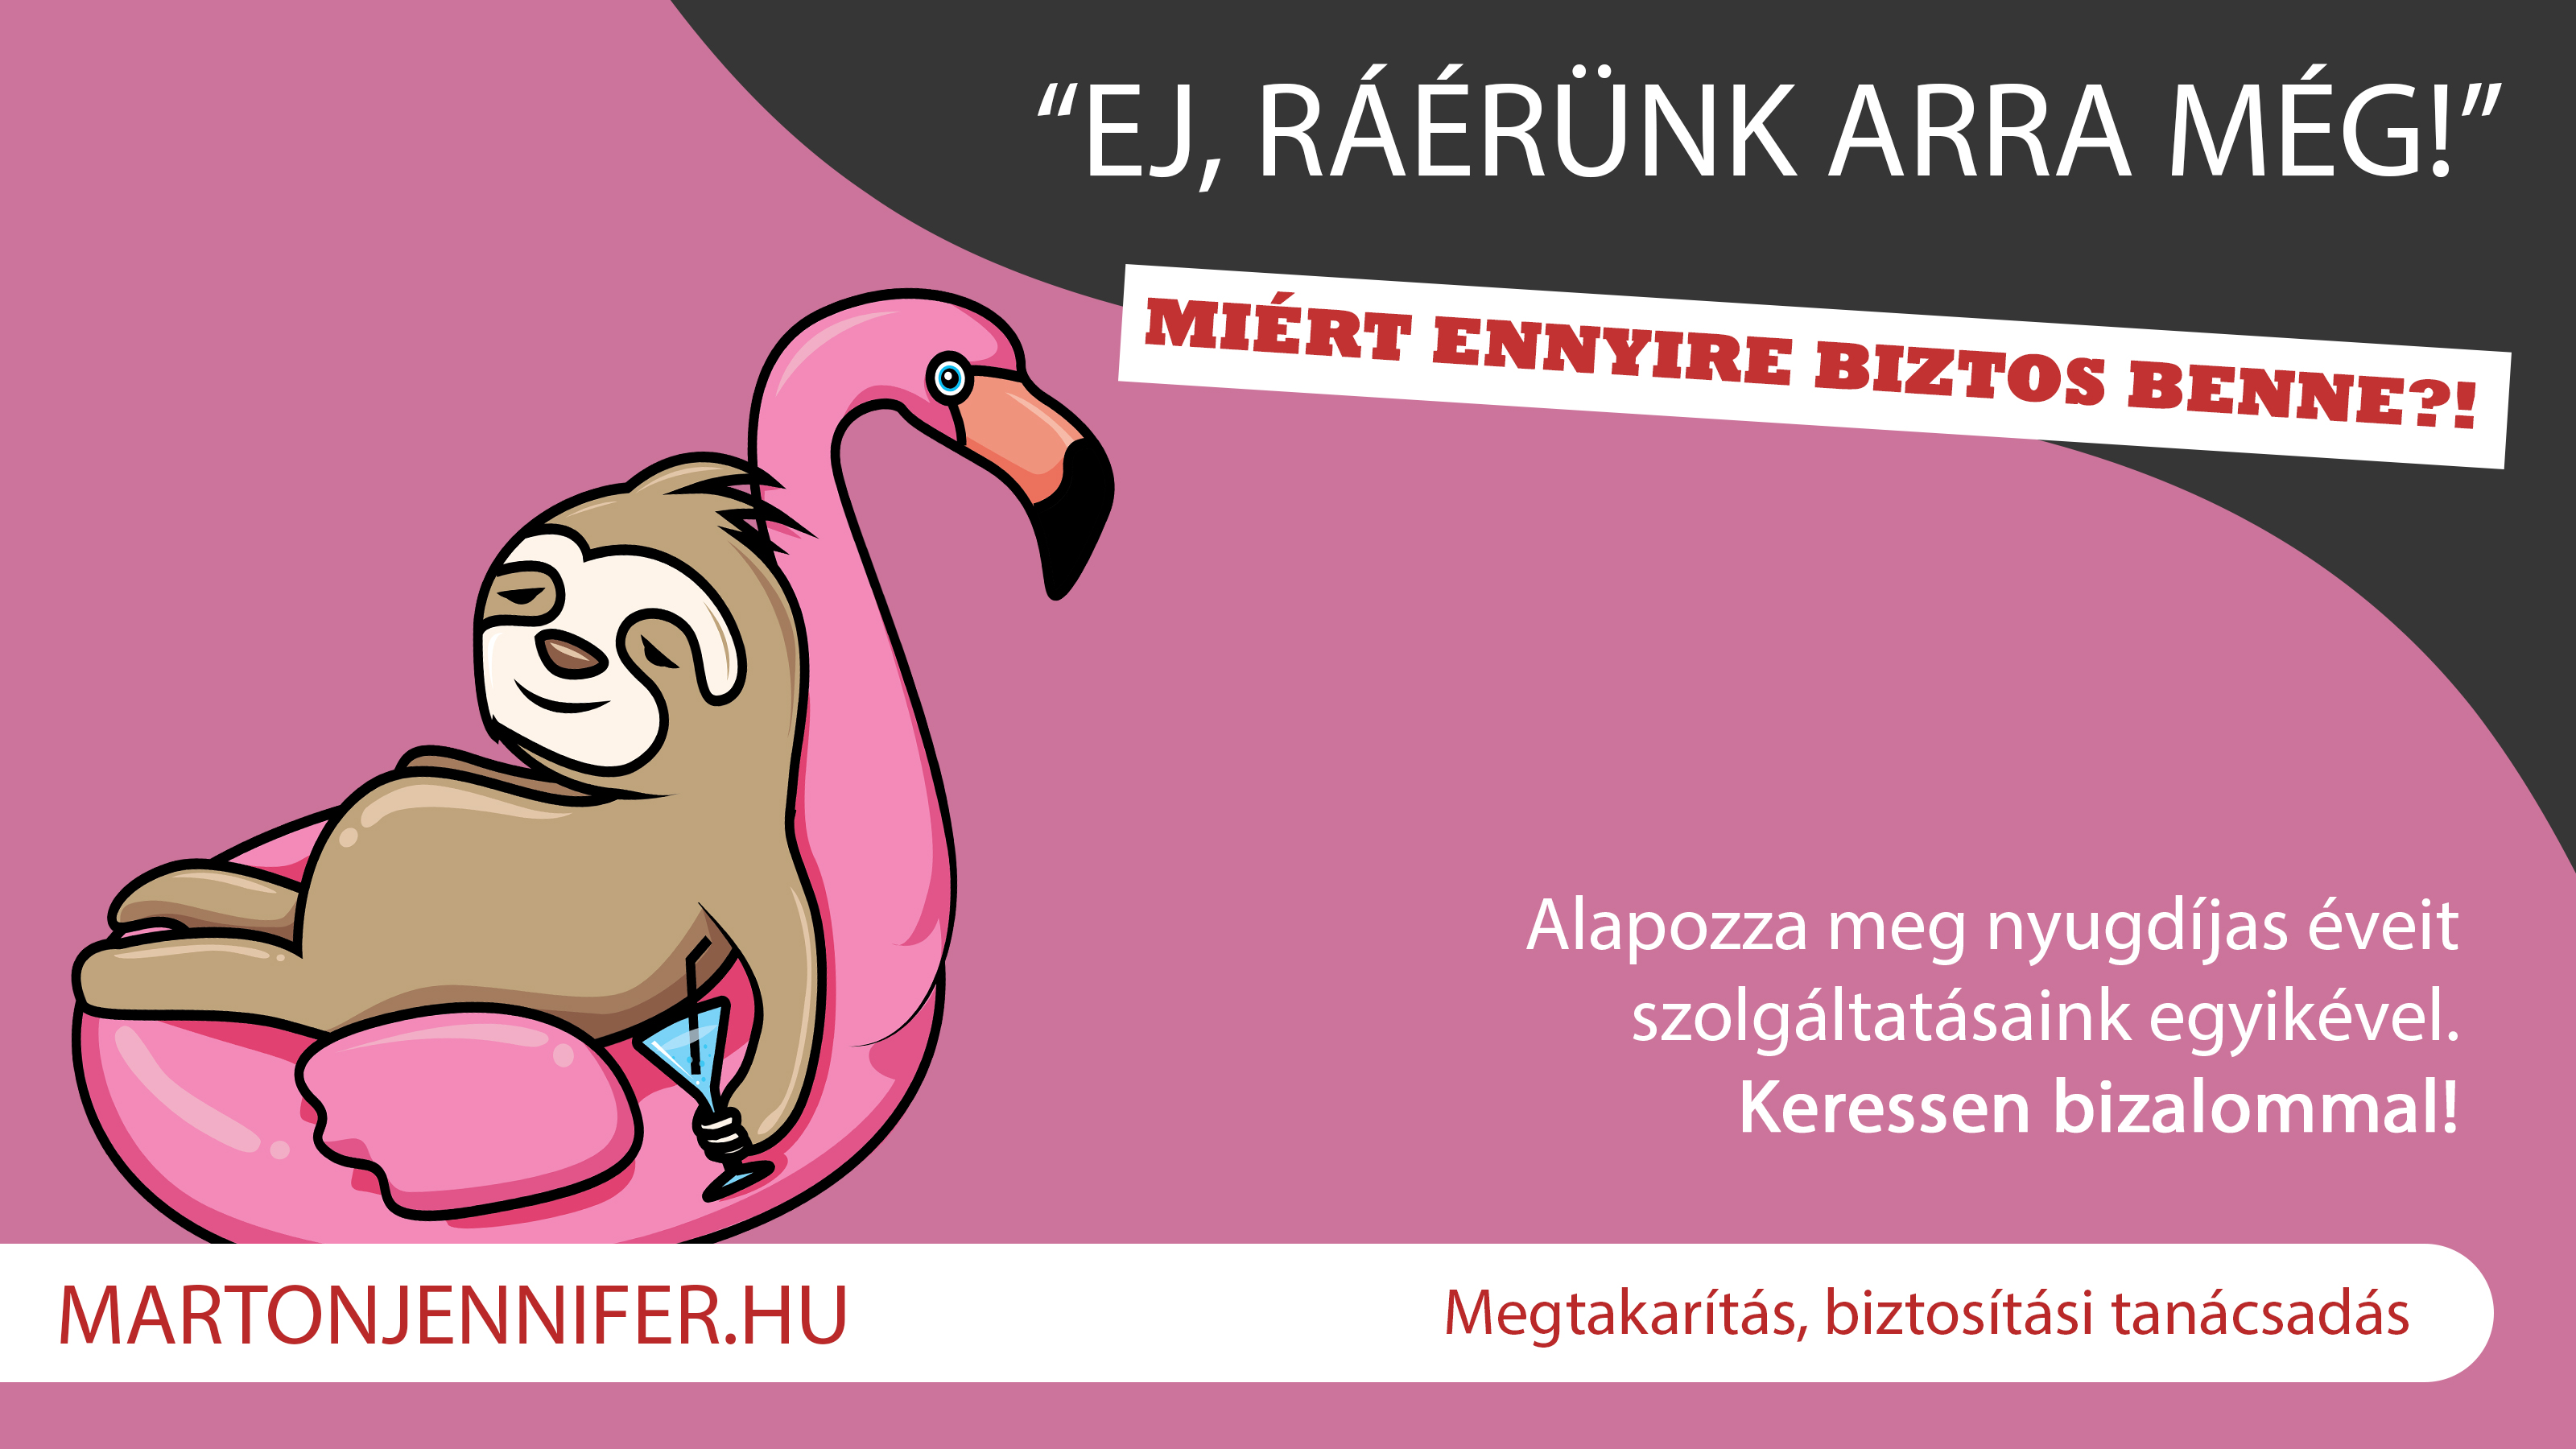 “EJ, RÁÉRÜNK ARRA MÉG!”
MIÉRT ENNYIRE BIZTOS BENNE?!
Alapozza meg nyugdíjas éveit
szolgáltatásaink egyikével.
Keressen bizalommal!
MARTONJENNIFER.HU
Megtakarítás, biztosítási tanácsadás